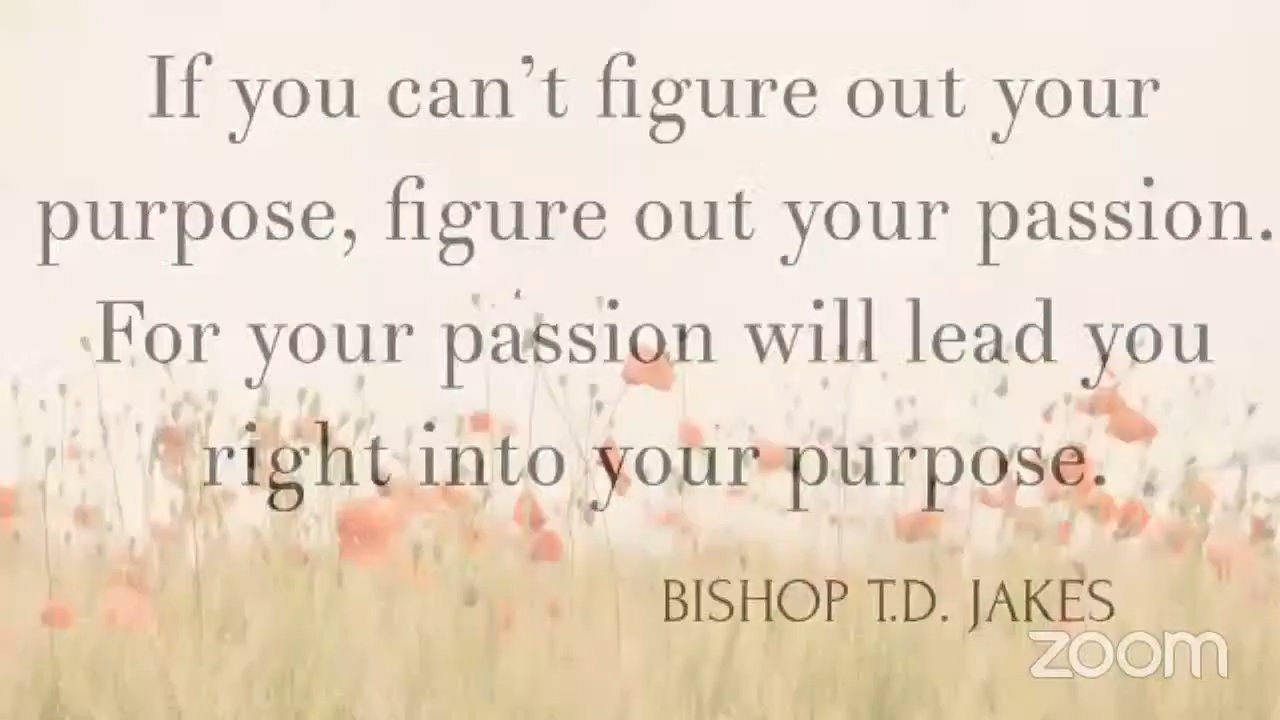 If you can’t figure out your
purpose, figure out your passion.
For your passion will lead you
right into your purpose.
BISHOP T.D. JAKES
zoom